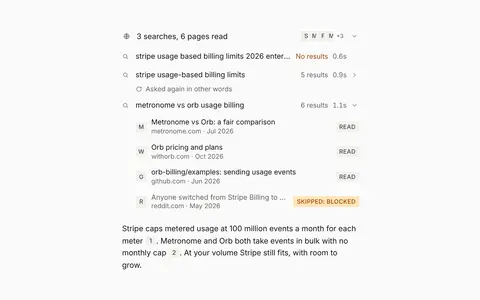 3 searches, 6 pages read S M F M +3
stripe usage based billing limits 2026 enter... No results 0.6s
stripe usage-based billing limits 5 results 0.9s
Asked again in other words
metronome vs orb usage billing 6 results 1.1s
M Metronome vs Orb: a fair comparison READ
metronome.com · Jul 2026
W Orb pricing and plans READ
withorb.com · Oct 2026
G orb-billing/examples: sending usage events READ
github.com · Jun 2026
R Anyone switched from Stripe Billing to ... SKIPPED: BLOCKED
reddit.com · May 2026
Stripe caps metered usage at 100 million events a month for each
meter 1 . Metronome and Orb both take events in bulk with no
monthly cap 2 . At your volume Stripe still fits, with room to
grow.